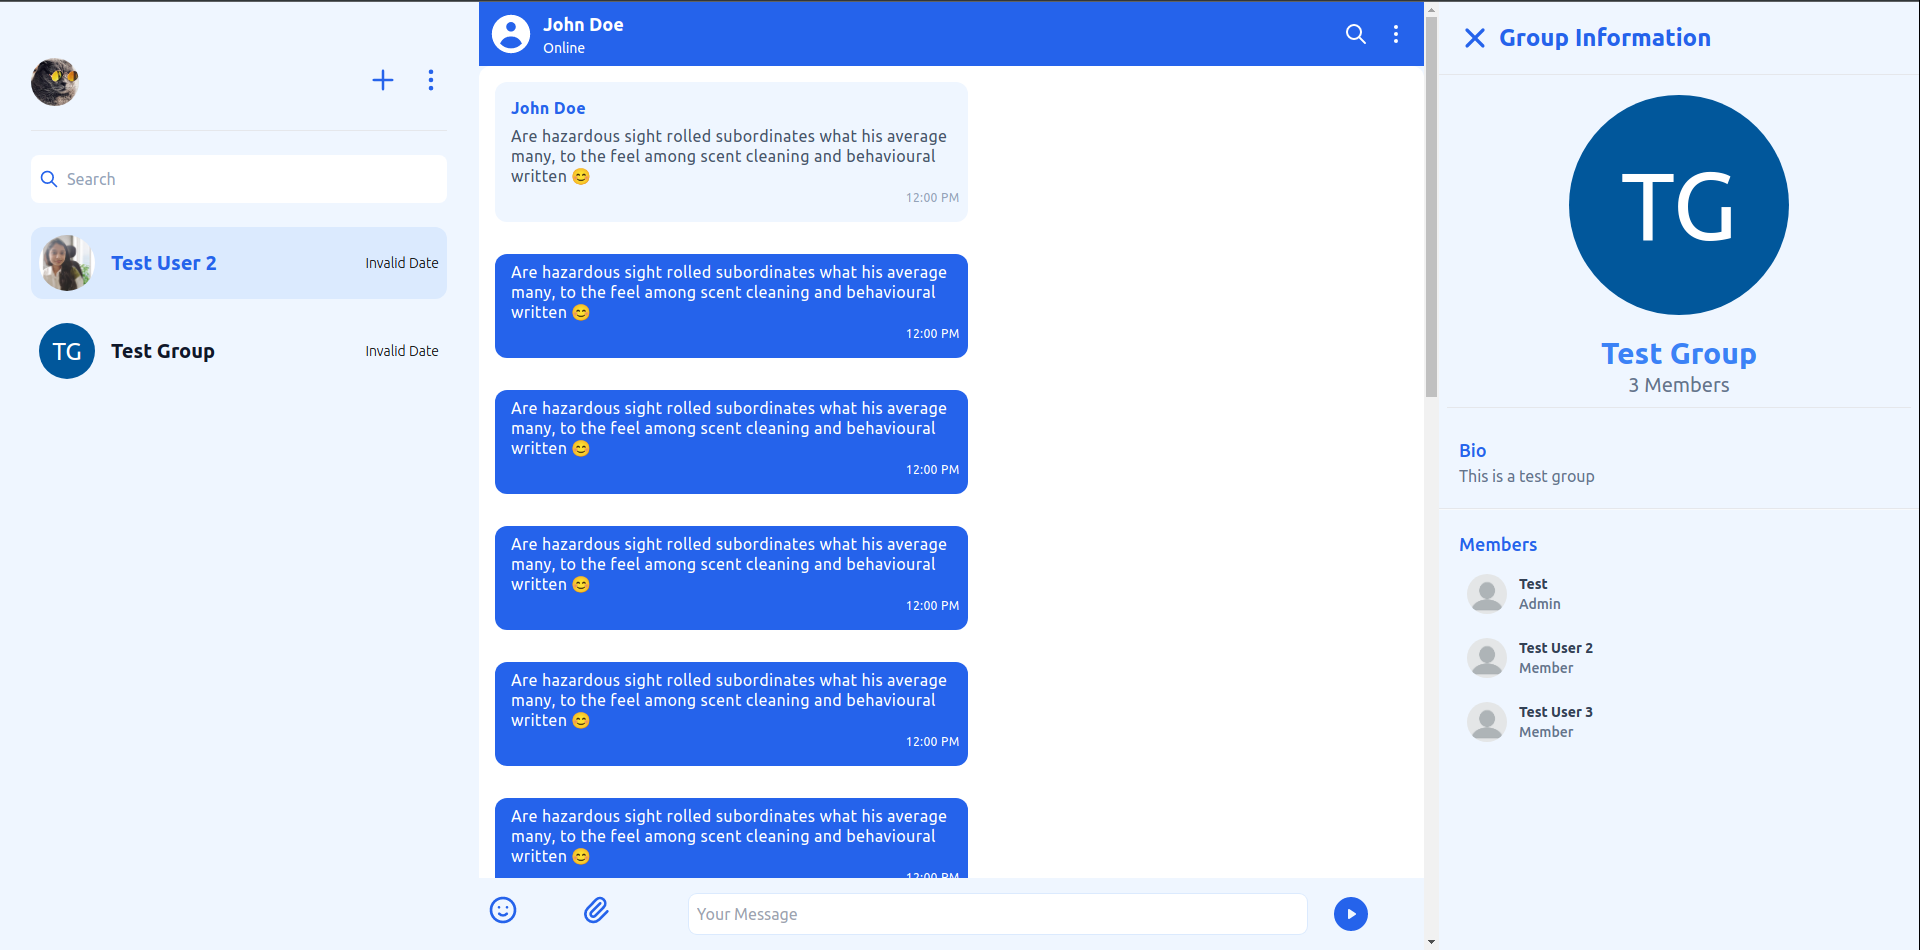 Search
Test User 2
Invalid Date
TG
Test Group
Invalid Date
John Doe
Online
John Doe
Are hazardous sight rolled subordinates what his average
many, to the feel among scent cleaning and behavioural
written 😊
12:00 PM
Are hazardous sight rolled subordinates what his average
many, to the feel among scent cleaning and behavioural
written 😊
12:00 PM
Are hazardous sight rolled subordinates what his average
many, to the feel among scent cleaning and behavioural
written 😊
12:00 PM
Are hazardous sight rolled subordinates what his average
many, to the feel among scent cleaning and behavioural
written 😊
12:00 PM
Are hazardous sight rolled subordinates what his average
many, to the feel among scent cleaning and behavioural
written 😊
12:00 PM
Are hazardous sight rolled subordinates what his average
many, to the feel among scent cleaning and behavioural
written 😊
12:00 PM
Your Message
Group Information
TG
Test Group
3 Members
Bio
This is a test group
Members
Test
Admin
Test User 2
Member
Test User 3
Member